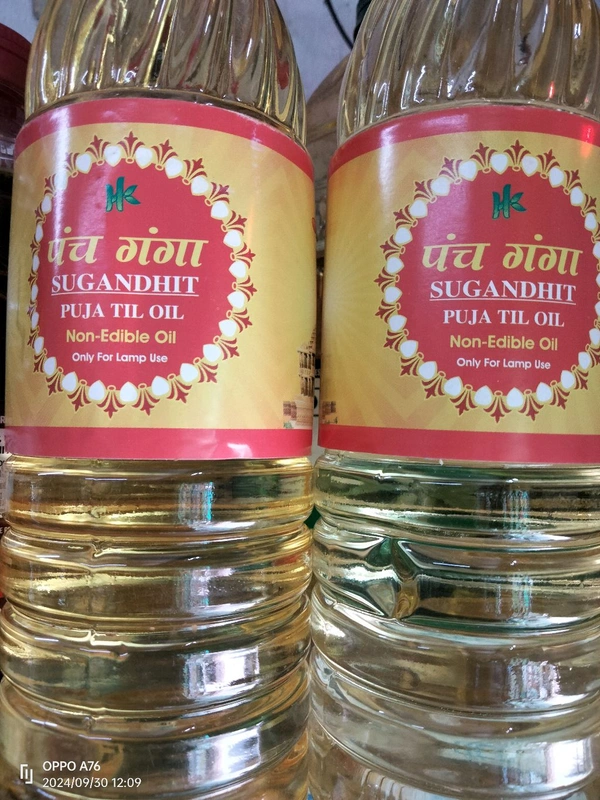 पंच गंगा
SUGANDHIT
PUJA TIL OIL
Non-Edible Oil
Only For Lamp Use
पंच गंगा
SUGANDHIT
PUJA TIL OIL
Non-Edible Oil
Only For Lamp Use
OPPO A76
2024/09/30 12:09